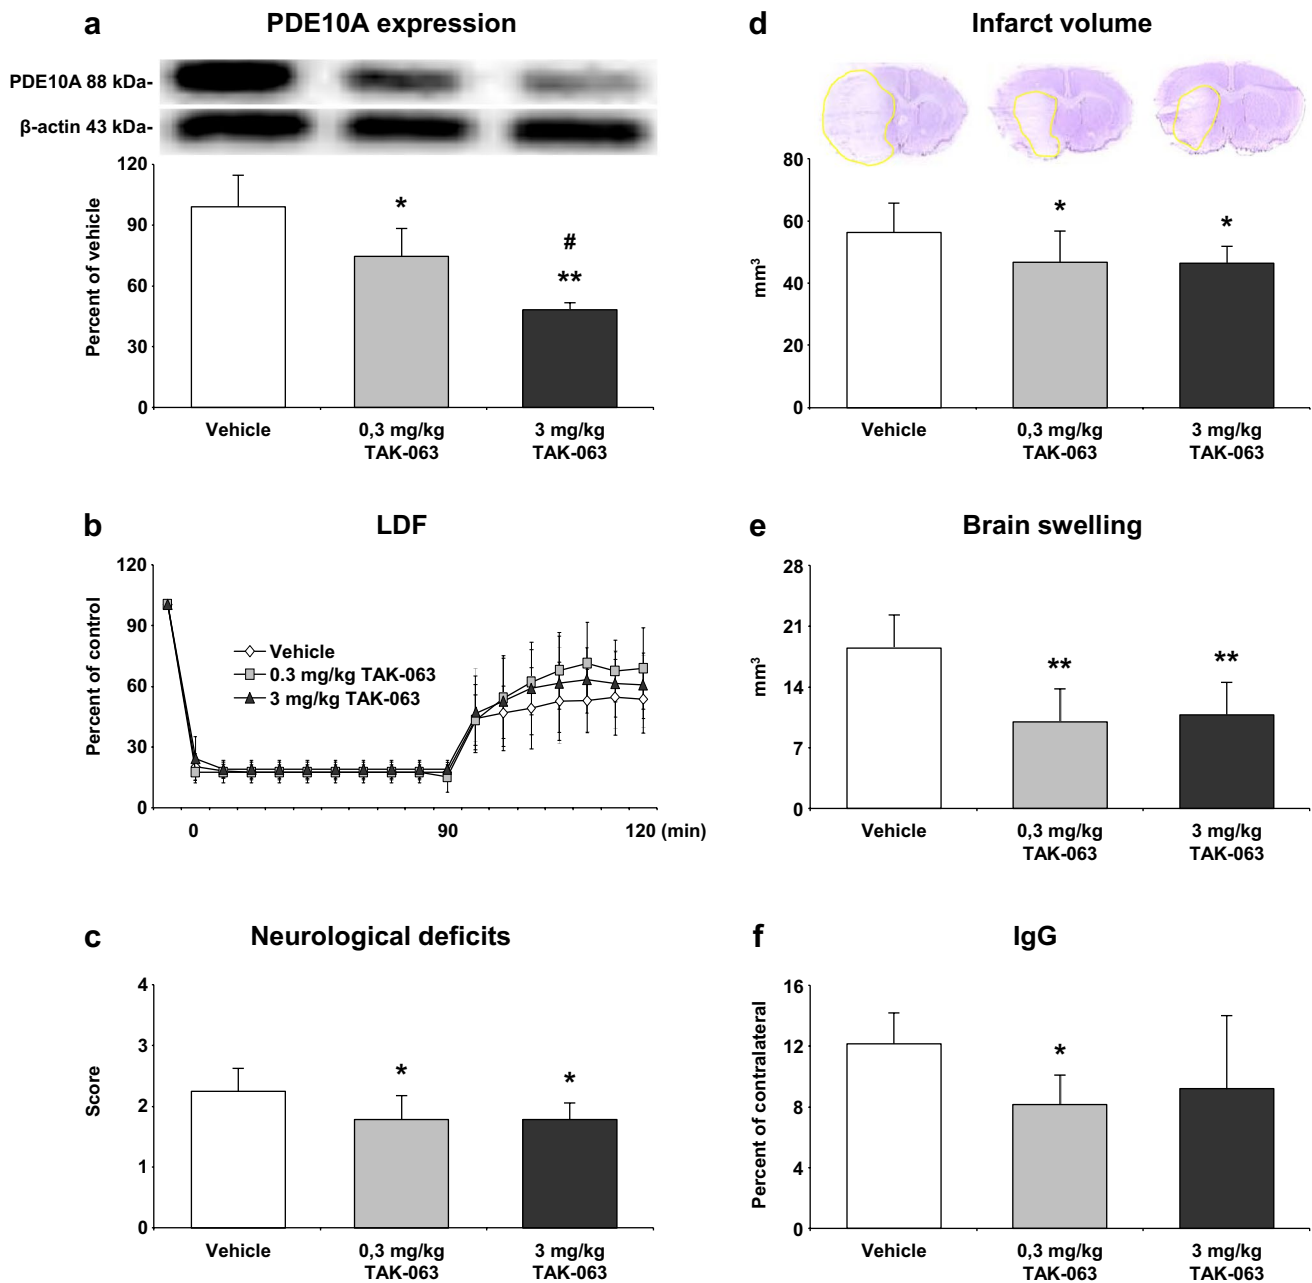 a PDE10A expression
PDE10A 88 kDa-
β-actin 43 kDa-
120
90
60
30
0
Percent of vehicle
*
#
**
Vehicle 0,3 mg/kg 3 mg/kg
TAK-063 TAK-063
b LDF
120
90
60
30
0
Percent of control
Vehicle
0.3 mg/kg TAK-063
3 mg/kg TAK-063
0 90 120 (min)
c Neurological deficits
4
3
2
1
0
Score
* *
Vehicle 0,3 mg/kg 3 mg/kg
TAK-063 TAK-063
d Infarct volume
80
60
40
20
0
mm³
* *
Vehicle 0,3 mg/kg 3 mg/kg
TAK-063 TAK-063
e Brain swelling
28
21
14
7
0
mm³
** **
Vehicle 0,3 mg/kg 3 mg/kg
TAK-063 TAK-063
f IgG
16
12
8
4
0
Percent of contralateral
*
Vehicle 0,3 mg/kg 3 mg/kg
TAK-063 TAK-063